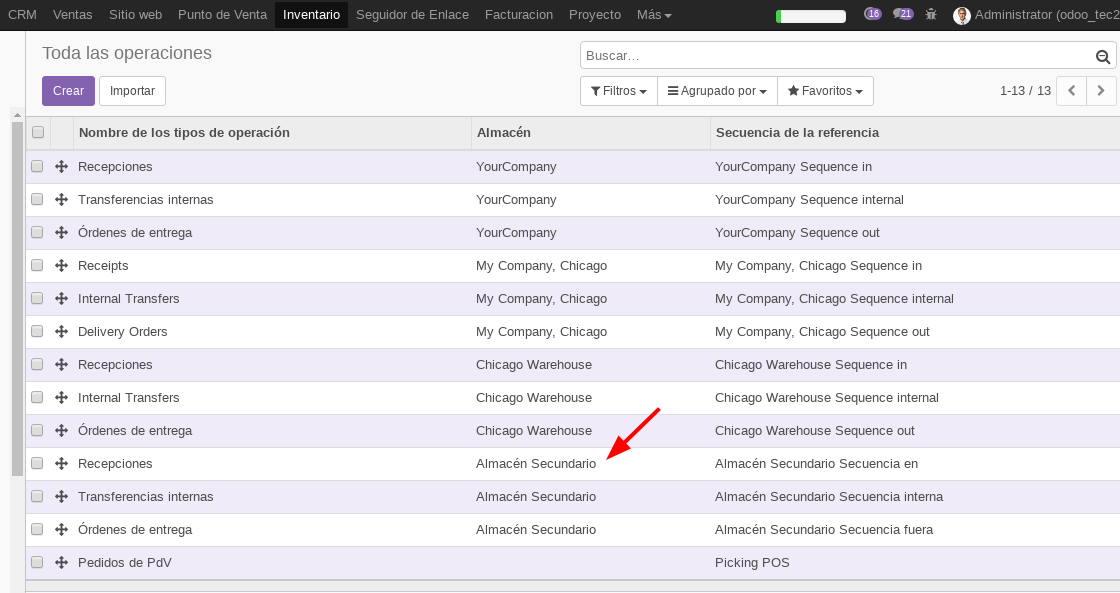 CRM Ventas Sitio web Punto de Venta Inventario Seguidor de Enlace Facturacion Proyecto Más 16 21 Administrator (odoo_tec2
Toda las operaciones
Buscar…
Crear Importar
Filtros Agrupado por Favoritos 1-13 / 13
Nombre de los tipos de operación Almacén Secuencia de la referencia
Recepciones YourCompany YourCompany Sequence in
Transferencias internas YourCompany YourCompany Sequence internal
Órdenes de entrega YourCompany YourCompany Sequence out
Receipts My Company, Chicago My Company, Chicago Sequence in
Internal Transfers My Company, Chicago My Company, Chicago Sequence internal
Delivery Orders My Company, Chicago My Company, Chicago Sequence out
Recepciones Chicago Warehouse Chicago Warehouse Sequence in
Internal Transfers Chicago Warehouse Chicago Warehouse Sequence internal
Órdenes de entrega Chicago Warehouse Chicago Warehouse Sequence out
Recepciones Almacén Secundario Almacén Secundario Secuencia en
Transferencias internas Almacén Secundario Almacén Secundario Secuencia interna
Órdenes de entrega Almacén Secundario Almacén Secundario Secuencia fuera
Pedidos de PdV Picking POS